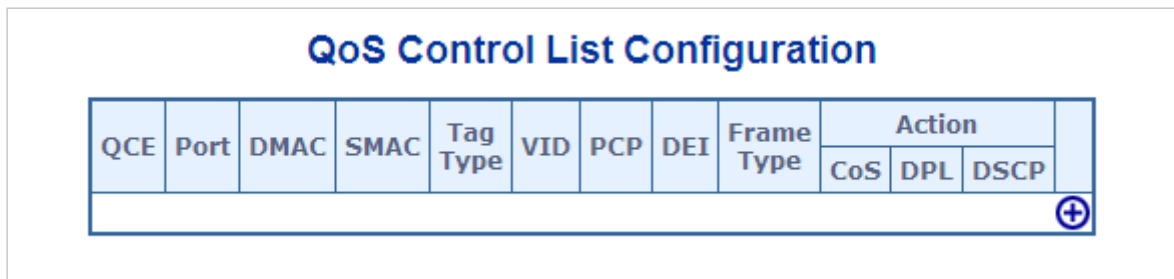 QoS Control List Configuration
QCE Port DMAC SMAC Tag Type VID PCP DEI Frame Type Action
CoS DPL DSCP